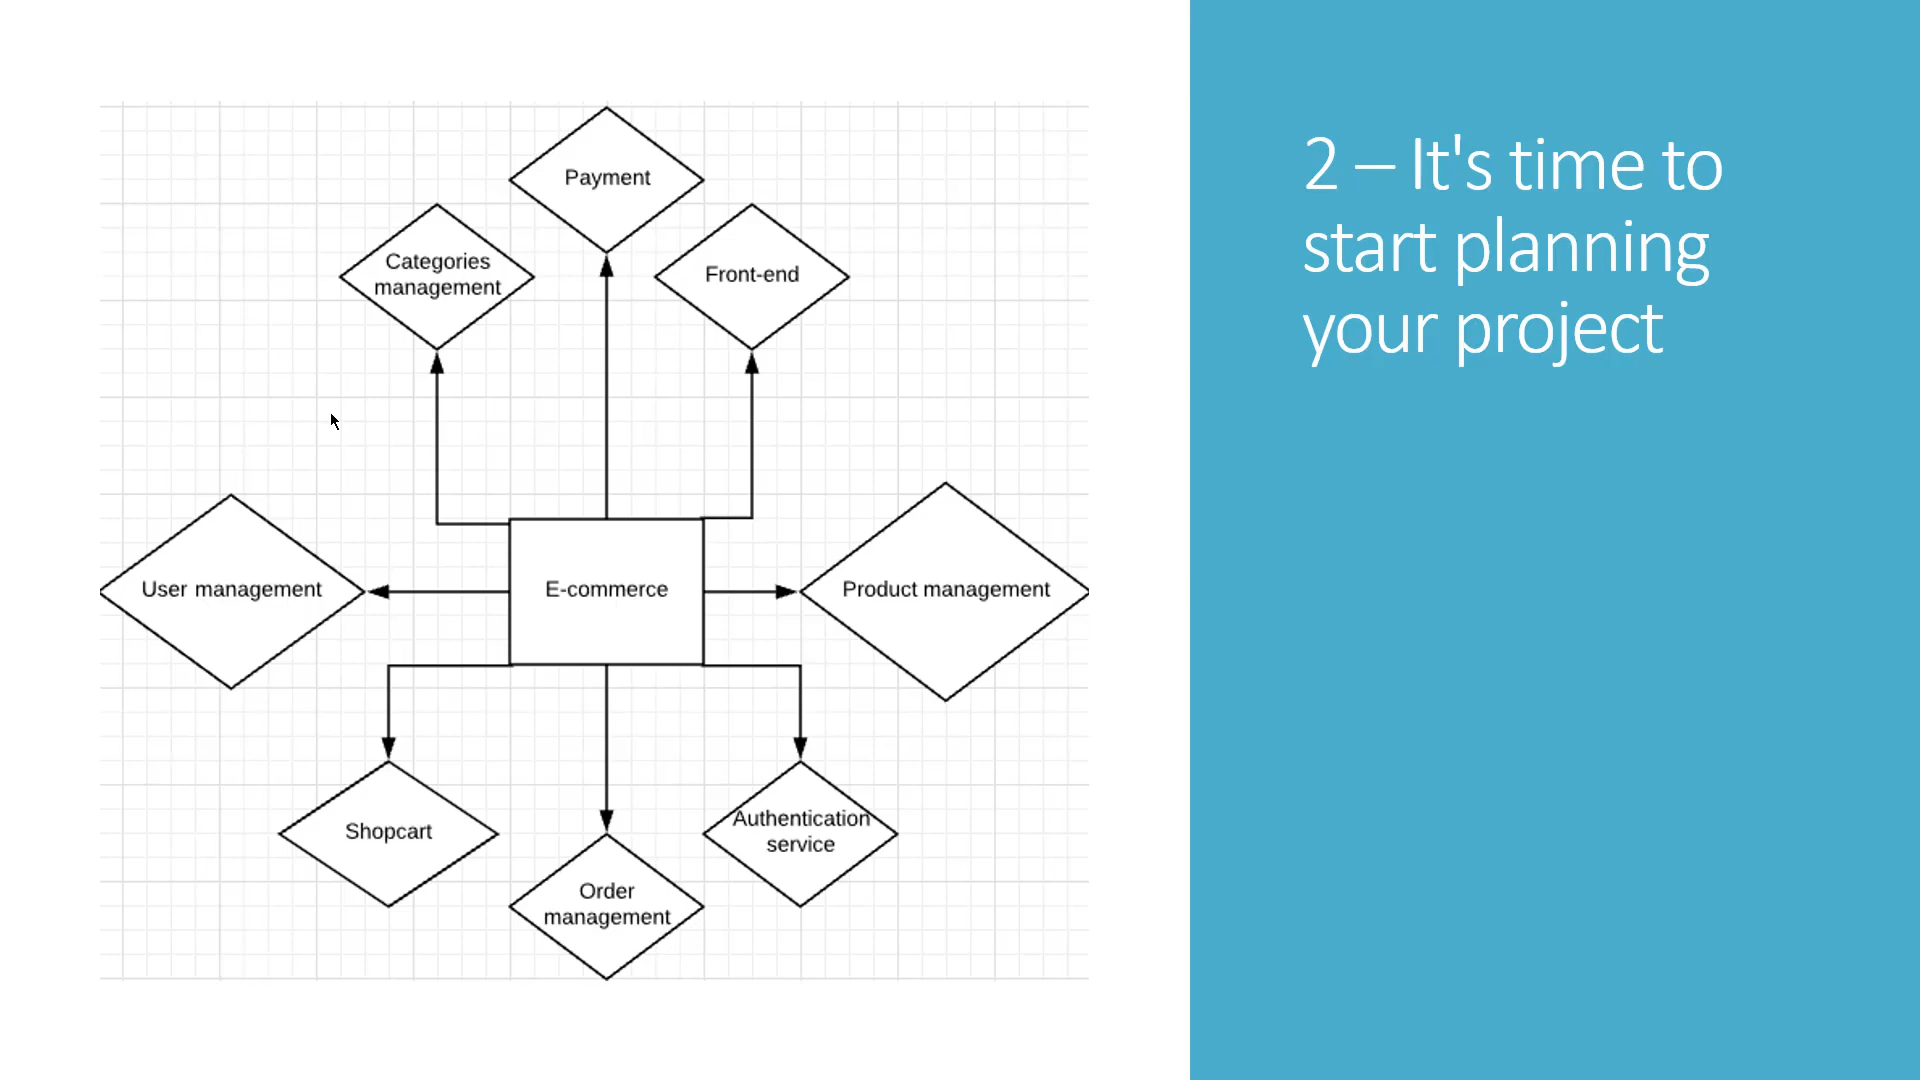 2 – It's time to
start planning
your project
Payment
Categories
management
Front-end
User management
E-commerce
Product management
Shopcart
Authentication
service
Order
management